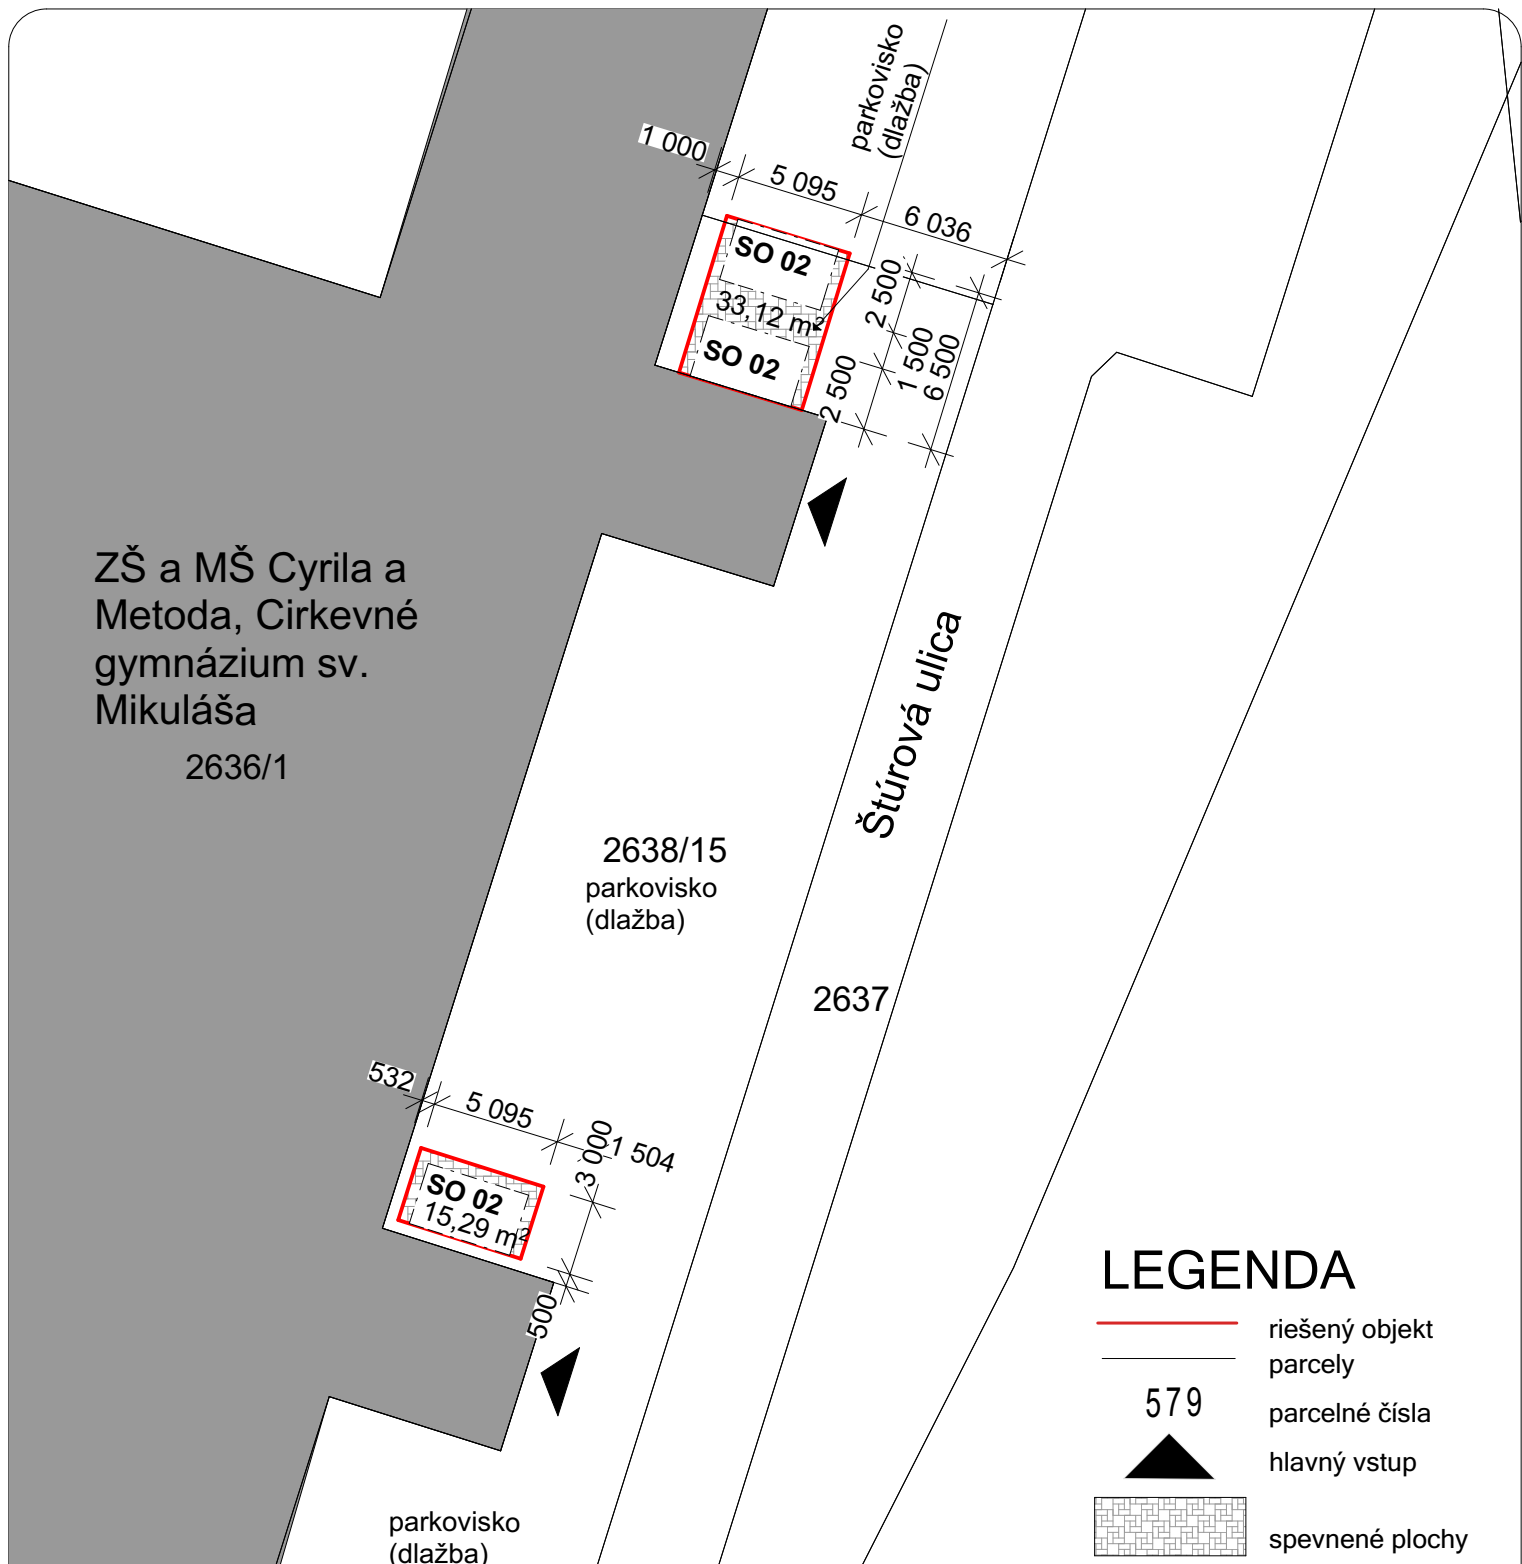 parkovisko
(dlažba)
1 000
5 095
6 036
SO 02
33,12 m²
SO 02
2 500
1 500
6 500
2 500
ZŠ a MŠ Cyrila a
Metoda, Cirkevné
gymnázium sv.
Mikuláša
2636/1
Štúrová ulica
2638/15
parkovisko
(dlažba)
2637
532
5 095
1 504
3 000
SO 02
15,29 m²
500
LEGENDA
riešený objekt
parcely
579
parcelné čísla
hlavný vstup
spevnené plochy
parkovisko
(dlažba)